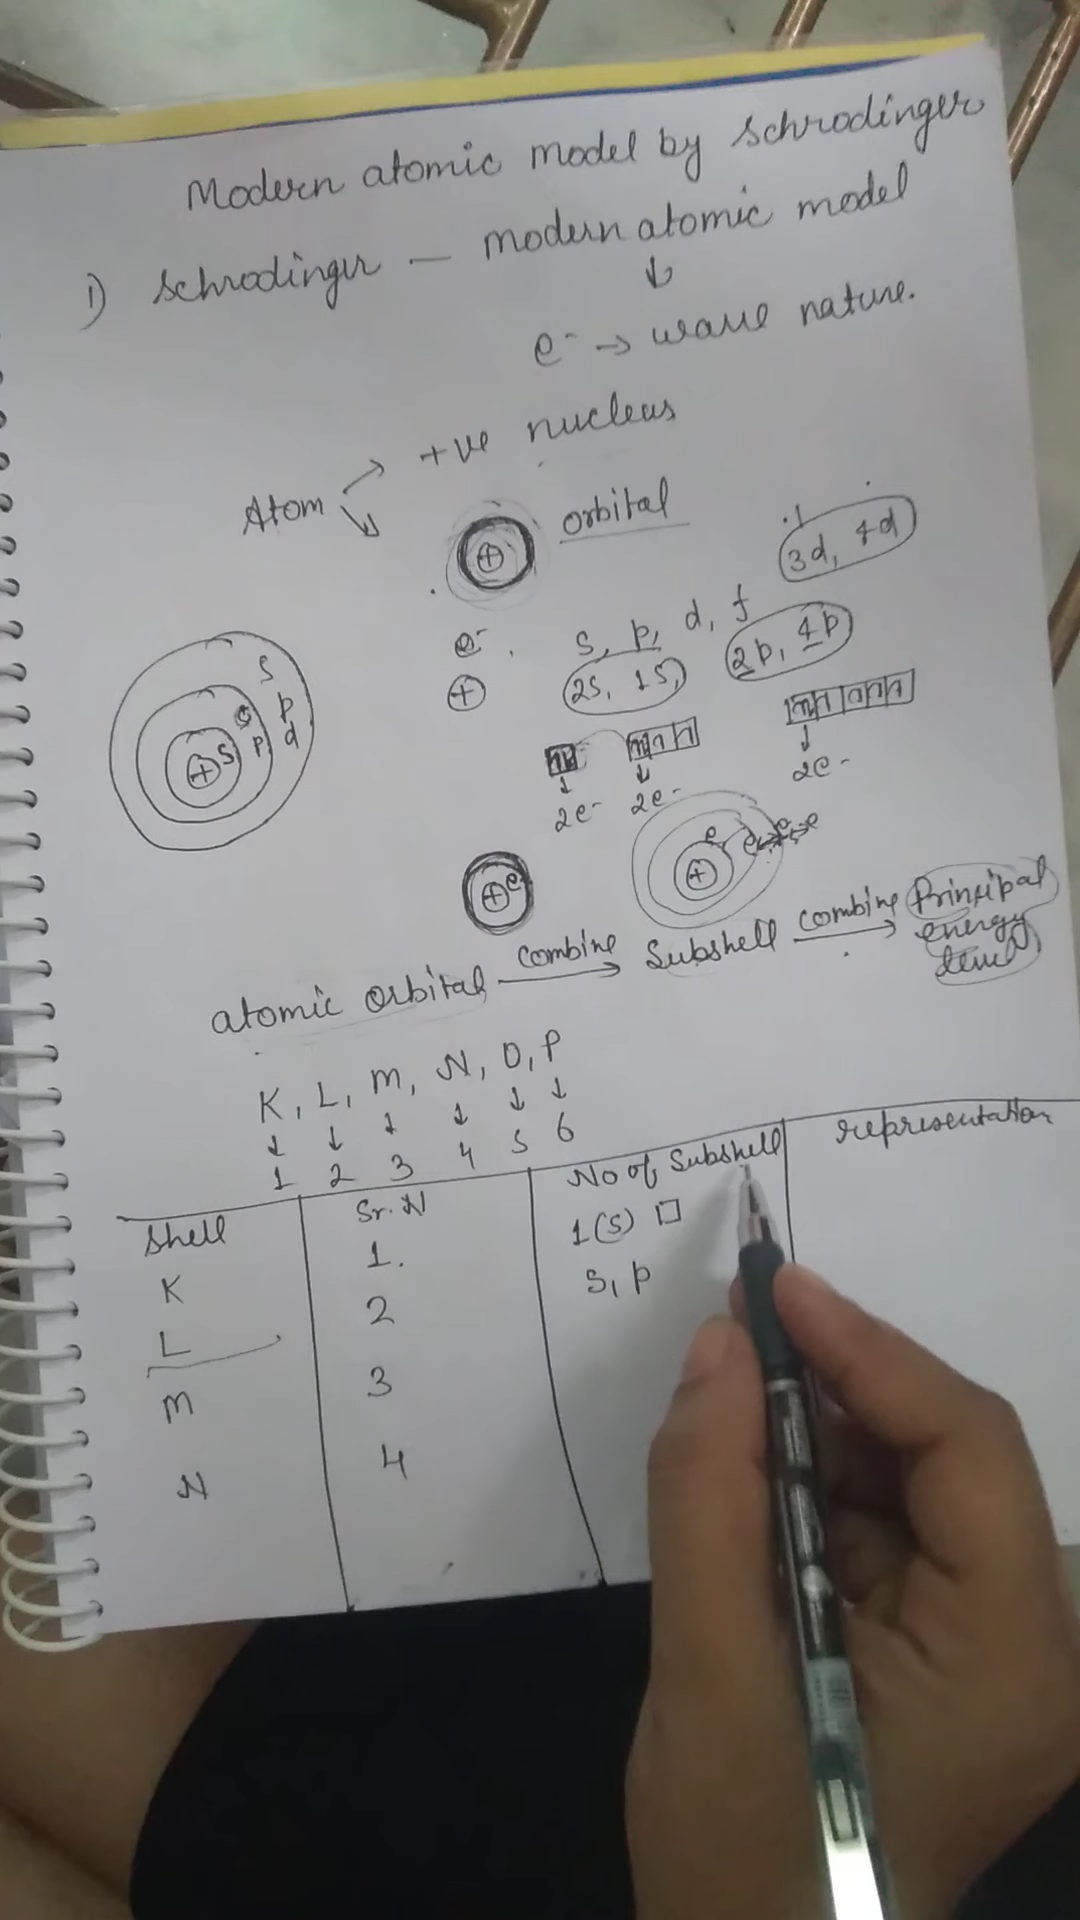 Modern atomic model by Schrodinger
1) Schrodinger — modern atomic model
↓
e⁻ → wave nature.
Atom → +ve nucleus
+ orbital
3d, 4d
e⁻ s, p, d, f
+ 2s, 1s, 2p, 4p
s
p
d
+ s p
2e⁻ 2e⁻ 2e⁻
+ e
+ e e e e
atomic orbital combine → Subshell combine → Prinsipal
energy
level
K, L, M, N, O, P
↓ ↓ ↓ ↓ ↓ ↓
1 2 3 4 5 6
Shell Sr. N No of Subshell representation
K 1. 1(s) □
L 2 s, p
M 3
N 4